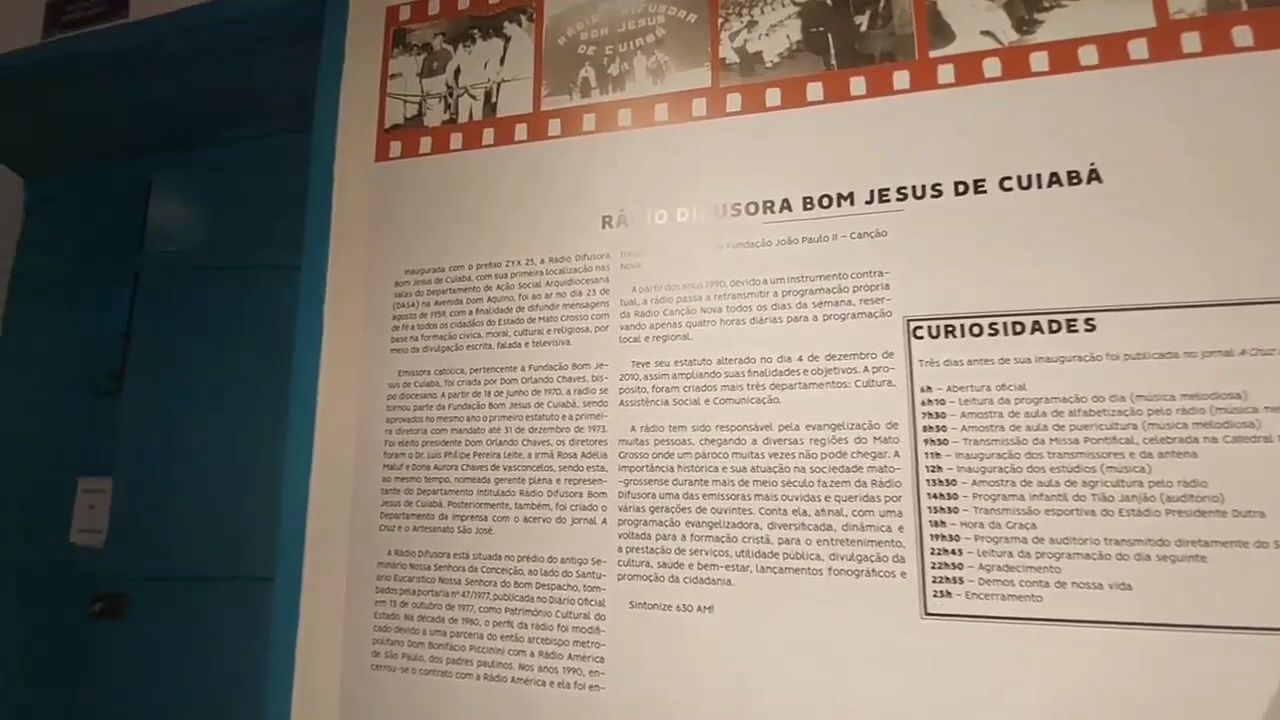 RÁDIO DIFUSORA
BOM JESUS
DE CUIABÁ
RÁDIO DIFUSORA BOM JESUS DE CUIABÁ
Inaugurada com o prefixo ZYX 25, a Rádio Difusora
Bom Jesus de Cuiabá, com sua primeira localização nas
salas do Departamento de Ação Social Arquidiocesana
(DASA) na Avenida Dom Aquino, foi ao ar no dia 23 de
agosto de 1959, com a finalidade de difundir mensagens
de fé a todos os cidadãos do Estado de Mato Grosso com
base na formação cívica, moral, cultural e religiosa, por
meio da divulgação escrita, falada e televisiva.
Emissora católica, pertencente à Fundação Bom Je-
sus de Cuiabá, foi criada por Dom Orlando Chaves, bis-
po diocesano. A partir de 18 de junho de 1970, a rádio se
tornou parte da Fundação Bom Jesus de Cuiabá, sendo
aprovados no mesmo ano o primeiro estatuto e a primei-
ra diretoria com mandato até 31 de dezembro de 1973.
Foi eleito presidente Dom Orlando Chaves, os diretores
foram o Dr. Luis Philipe Pereira Leite, a irmã Rosa Adélia
Maluf e Dona Aurora Chaves de Vasconcelos, sendo esta,
ao mesmo tempo, nomeada gerente plena e represen-
tante do Departamento intitulado Rádio Difusora Bom
Jesus de Cuiabá. Posteriormente, também, foi criado o
Departamento da Imprensa com o acervo do jornal A
Cruz e o Artesanato São José.
A Rádio Difusora está situada no prédio do antigo Se-
minário Nossa Senhora da Conceição, ao lado do Santu-
ário Eucarístico Nossa Senhora do Bom Despacho, tom-
bados pela portaria nº 47/1977, publicada no Diário Oficial
em 13 de outubro de 1977, como Patrimônio Cultural do
Estado. Na década de 1980, o perfil da rádio foi modifi-
cado devido a uma parceria do então arcebispo metro-
politano Dom Bonifácio Piccinini com a Rádio América
de São Paulo, dos padres paulinos. Nos anos 1990, en-
cerrou-se o contrato com a Rádio América e ela foi en-
Fundação João Paulo II – Canção
Nova.
A partir dos anos 1990, devido a um instrumento contra-
tual, a rádio passa a retransmitir a programação própria
da Rádio Canção Nova todos os dias da semana, reser-
vando apenas quatro horas diárias para a programação
local e regional.
Teve seu estatuto alterado no dia 4 de dezembro de
2010, assim ampliando suas finalidades e objetivos. A pro-
pósito, foram criados mais três departamentos: Cultura,
Assistência Social e Comunicação.
A rádio tem sido responsável pela evangelização de
muitas pessoas, chegando a diversas regiões do Mato
Grosso onde um pároco muitas vezes não pode chegar. A
importância histórica e sua atuação na sociedade mato-
-grossense durante mais de meio século fazem da Rádio
Difusora uma das emissoras mais ouvidas e queridas por
várias gerações de ouvintes. Conta ela, afinal, com uma
programação evangelizadora, diversificada, dinâmica e
voltada para a formação cristã, para o entretenimento,
a prestação de serviços, utilidade pública, divulgação da
cultura, saúde e bem-estar, lançamentos fonográficos e
promoção da cidadania.
Sintonize 630 AM!
CURIOSIDADES
Três dias antes de sua inauguração foi publicada no jornal A Cruz
6h – Abertura oficial
6h10 – Leitura da programação do dia (música melodiosa)
7h30 – Amostra de aula de alfabetização pelo rádio (música me
8h30 – Amostra de aula de puericultura (música melodiosa)
9h30 – Transmissão da Missa Pontifical, celebrada na Catedral
11h – Inauguração dos transmissores e da antena
12h – Inauguração dos estúdios (música)
13h30 – Amostra de aula de agricultura pelo rádio
14h30 – Programa infantil do Tião Janjão (auditório)
15h30 – Transmissão esportiva do Estádio Presidente Dutra
18h – Hora da Graça
19h30 – Programa de auditório transmitido diretamente do S
22h45 – Leitura da programação do dia seguinte
22h50 – Agradecimento
22h55 – Demos conta de nossa vida
23h – Encerramento